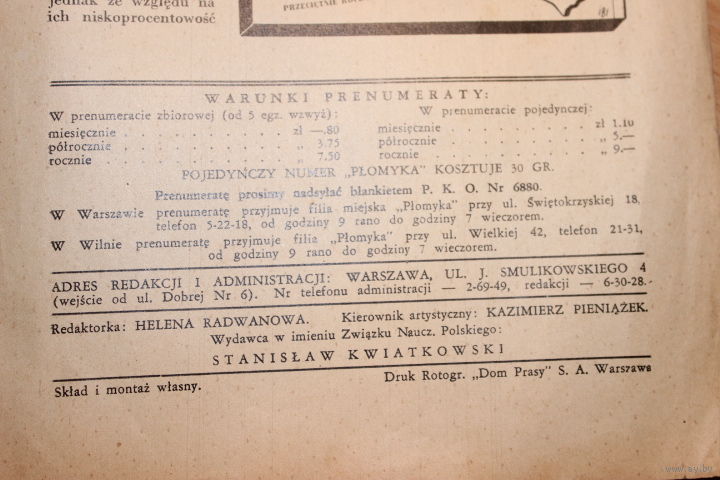 jednak ze względu na
ich niskoprocentowość
PRZECIĘTNIE
WARUNKI PRENUMERATY:
W prenumeracie zbiorowej (od 5 egz. wzwyż):
miesięcznie . . . . . . . . . . zł —.80
półrocznie . . . . . . . . . . „ 3.75
rocznie . . . . . . . . . . „ 7.50
W prenumeracie pojedynczej:
miesięcznie . . . . . . . . . . zł 1.10
półrocznie . . . . . . . . . . „ 5.—
rocznie . . . . . . . . . . „ 9.—
POJEDYŃCZY NUMER „PŁOMYKA" KOSZTUJE 30 GR.
Prenumeratę prosimy nadsyłać blankietem P. K. O. Nr 6880.
W Warszawie prenumeratę przyjmuje filia miejska „Płomyka" przy ul. Świętokrzyskiej 18,
telefon 5-22-18, od godziny 9 rano do godziny 7 wieczorem.
W Wilnie prenumeratę przyjmuje filia „Płomyka" przy ul. Wielkiej 42, telefon 21-31,
od godziny 9 rano do godziny 7 wieczorem.
ADRES REDAKCJI I ADMINISTRACJI: WARSZAWA, UL. J. SMULIKOWSKIEGO 4
(wejście od ul. Dobrej Nr 6). Nr telefonu administracji — 2-69-49, redakcji — 6-30-28.
Redaktorka: HELENA RADWANOWA. Kierownik artystyczny: KAZIMIERZ PIENIĄŻEK.
Wydawca w imieniu Związku Naucz. Polskiego:
STANISŁAW KWIATKOWSKI
Skład i montaż własny. Druk Rotogr. „Dom Prasy" S. A. Warszawa
www.ay.by